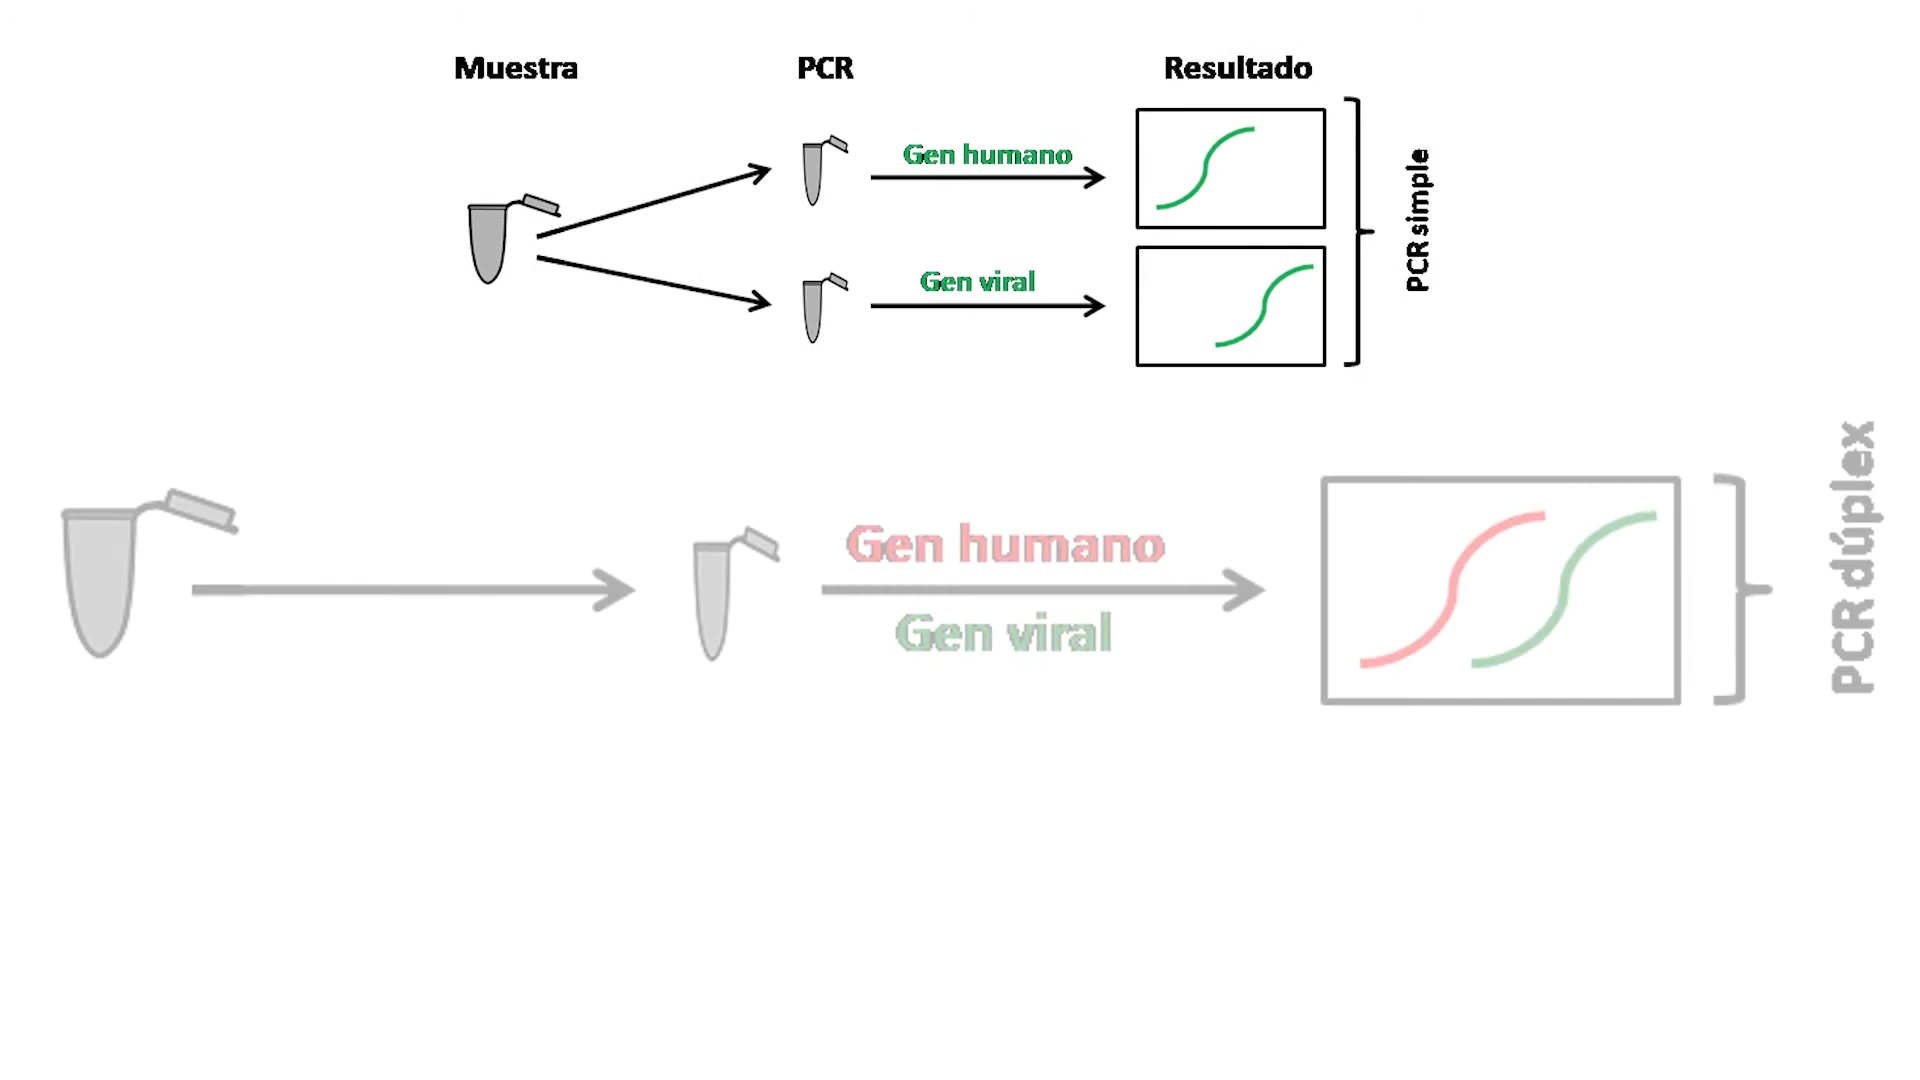 Muestra
PCR
Resultado
Gen humano
Gen viral
PCR simple
Gen humano
Gen viral
PCR dúplex